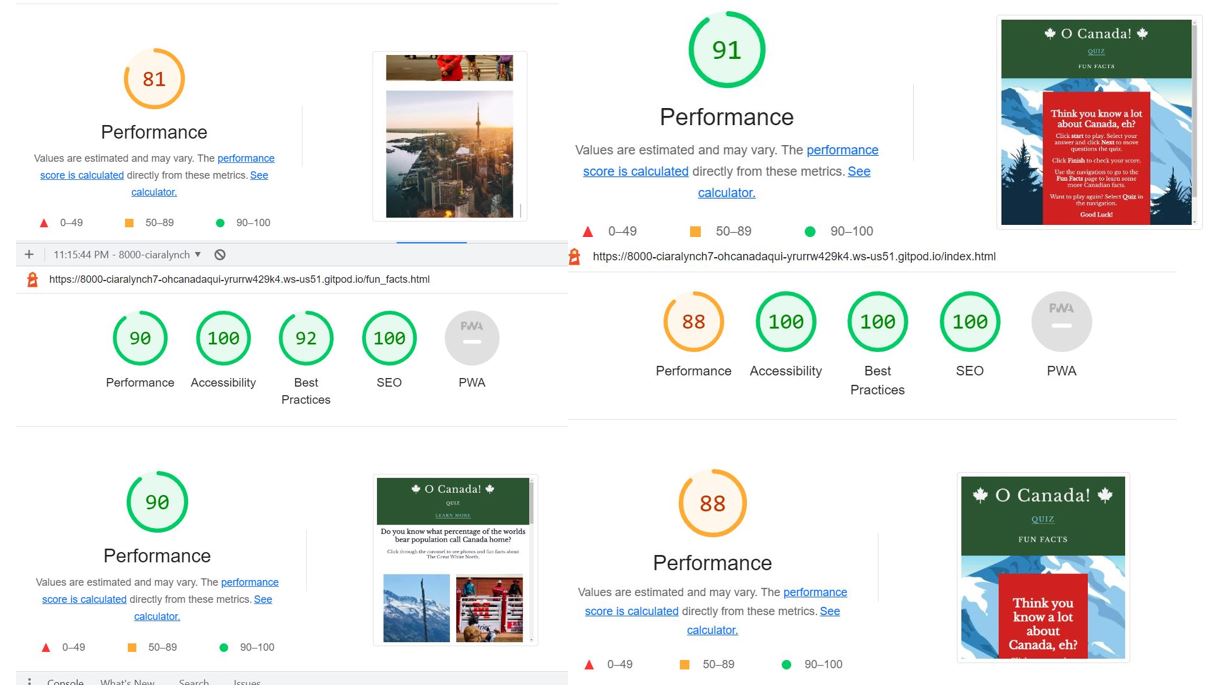 81
Performance
Values are estimated and may vary. The performance
score is calculated directly from these metrics. See
calculator.
0–49
50–89
90–100
11:15:44 PM - 8000-ciaralynch
https://8000-ciaralynch7-ohcanadaqui-yrurrw429k4.ws-us51.gitpod.io/fun_facts.html
90
100
92
100
PWA
Performance
Accessibility
Best
Practices
SEO
PWA
90
Performance
Values are estimated and may vary. The performance
score is calculated directly from these metrics. See
calculator.
0–49
50–89
90–100
O Canada!
QUIZ
LEARN MORE
Do you know what percentage of the worlds
bear population call Canada home?
Click through the carousel to see photos and fun facts about
The Great White North.
Console What's New Search Issues
91
Performance
Values are estimated and may vary. The performance
score is calculated directly from these metrics. See
calculator.
0–49
50–89
90–100
O Canada!
QUIZ
FUN FACTS
Think you know a lot
about Canada, eh?
Click start to play. Select your
answer and click Next to move
questions the quiz.
Click Finish to check your score.
Use the navigation to go to the
Fun Facts page to learn some
more Canadian facts.
Want to play again? Select Quiz in
the navigation.
Good Luck!
https://8000-ciaralynch7-ohcanadaqui-yrurrw429k4.ws-us51.gitpod.io/index.html
88
100
100
100
PWA
Performance
Accessibility
Best
Practices
SEO
PWA
88
Performance
Values are estimated and may vary. The performance
score is calculated directly from these metrics. See
calculator.
0–49
50–89
90–100
O Canada!
QUIZ
FUN FACTS
Think you
know a lot
about
Canada, eh?